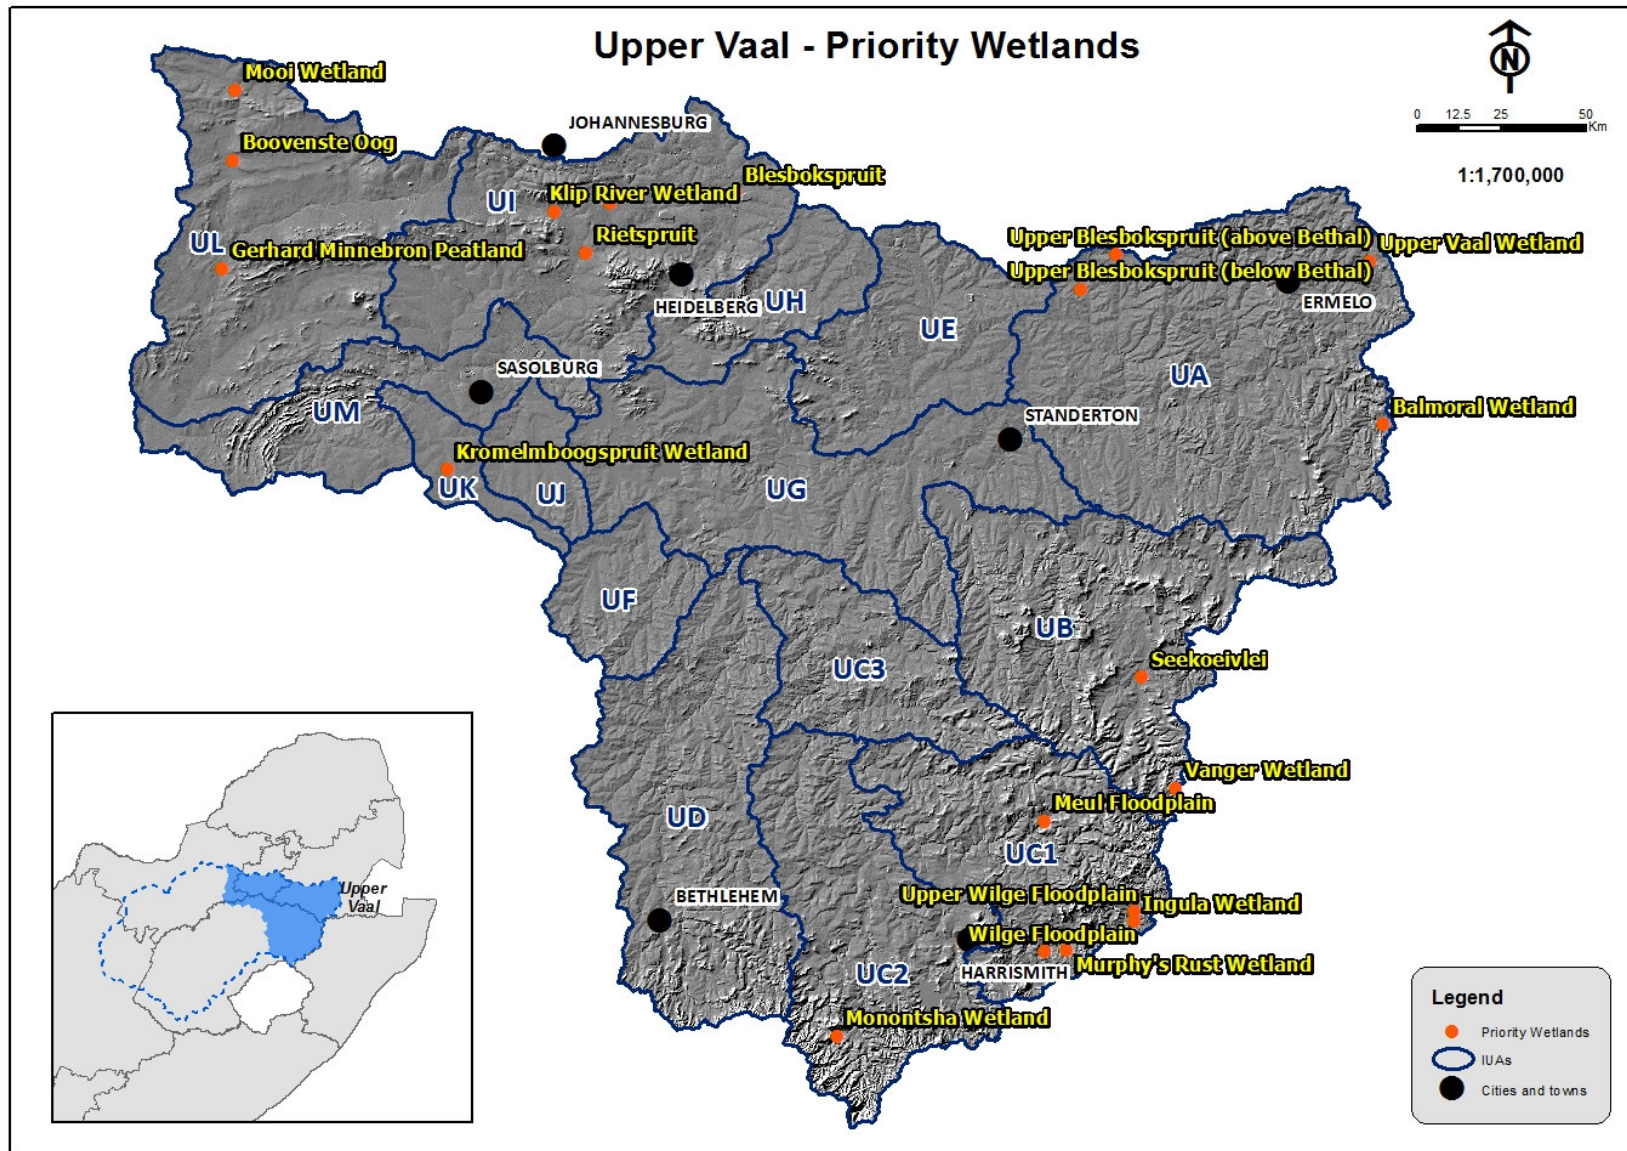 Upper Vaal - Priority Wetlands
N
0 12.5 25 50
Km
1:1,700,000
Mooi Wetland
JOHANNESBURG
Boovenste Oog
Blesbokspruit
UI
Klip River Wetland
Rietspruit
UL
Gerhard Minnebron Peatland
Upper Blesbokspruit (above Bethal)
Upper Vaal Wetland
Upper Blesbokspruit (below Bethal)
HEIDELBERG
UH
ERMELO
UE
SASOLBURG
UA
UM
STANDERTON
Balmoral Wetland
Kromelmboogspruit Wetland
UK
UJ
UG
UF
UB
UC3
Seekoeivlei
Vanger Wetland
Meul Floodplain
UD
UC1
BETHLEHEM
Upper Wilge Floodplain
Ingula Wetland
Wilge Floodplain
Murphy's Rust Wetland
HARRISMITH
UC2
Monontsha Wetland
Upper
Vaal
Legend
Priority Wetlands
IUAs
Cities and towns